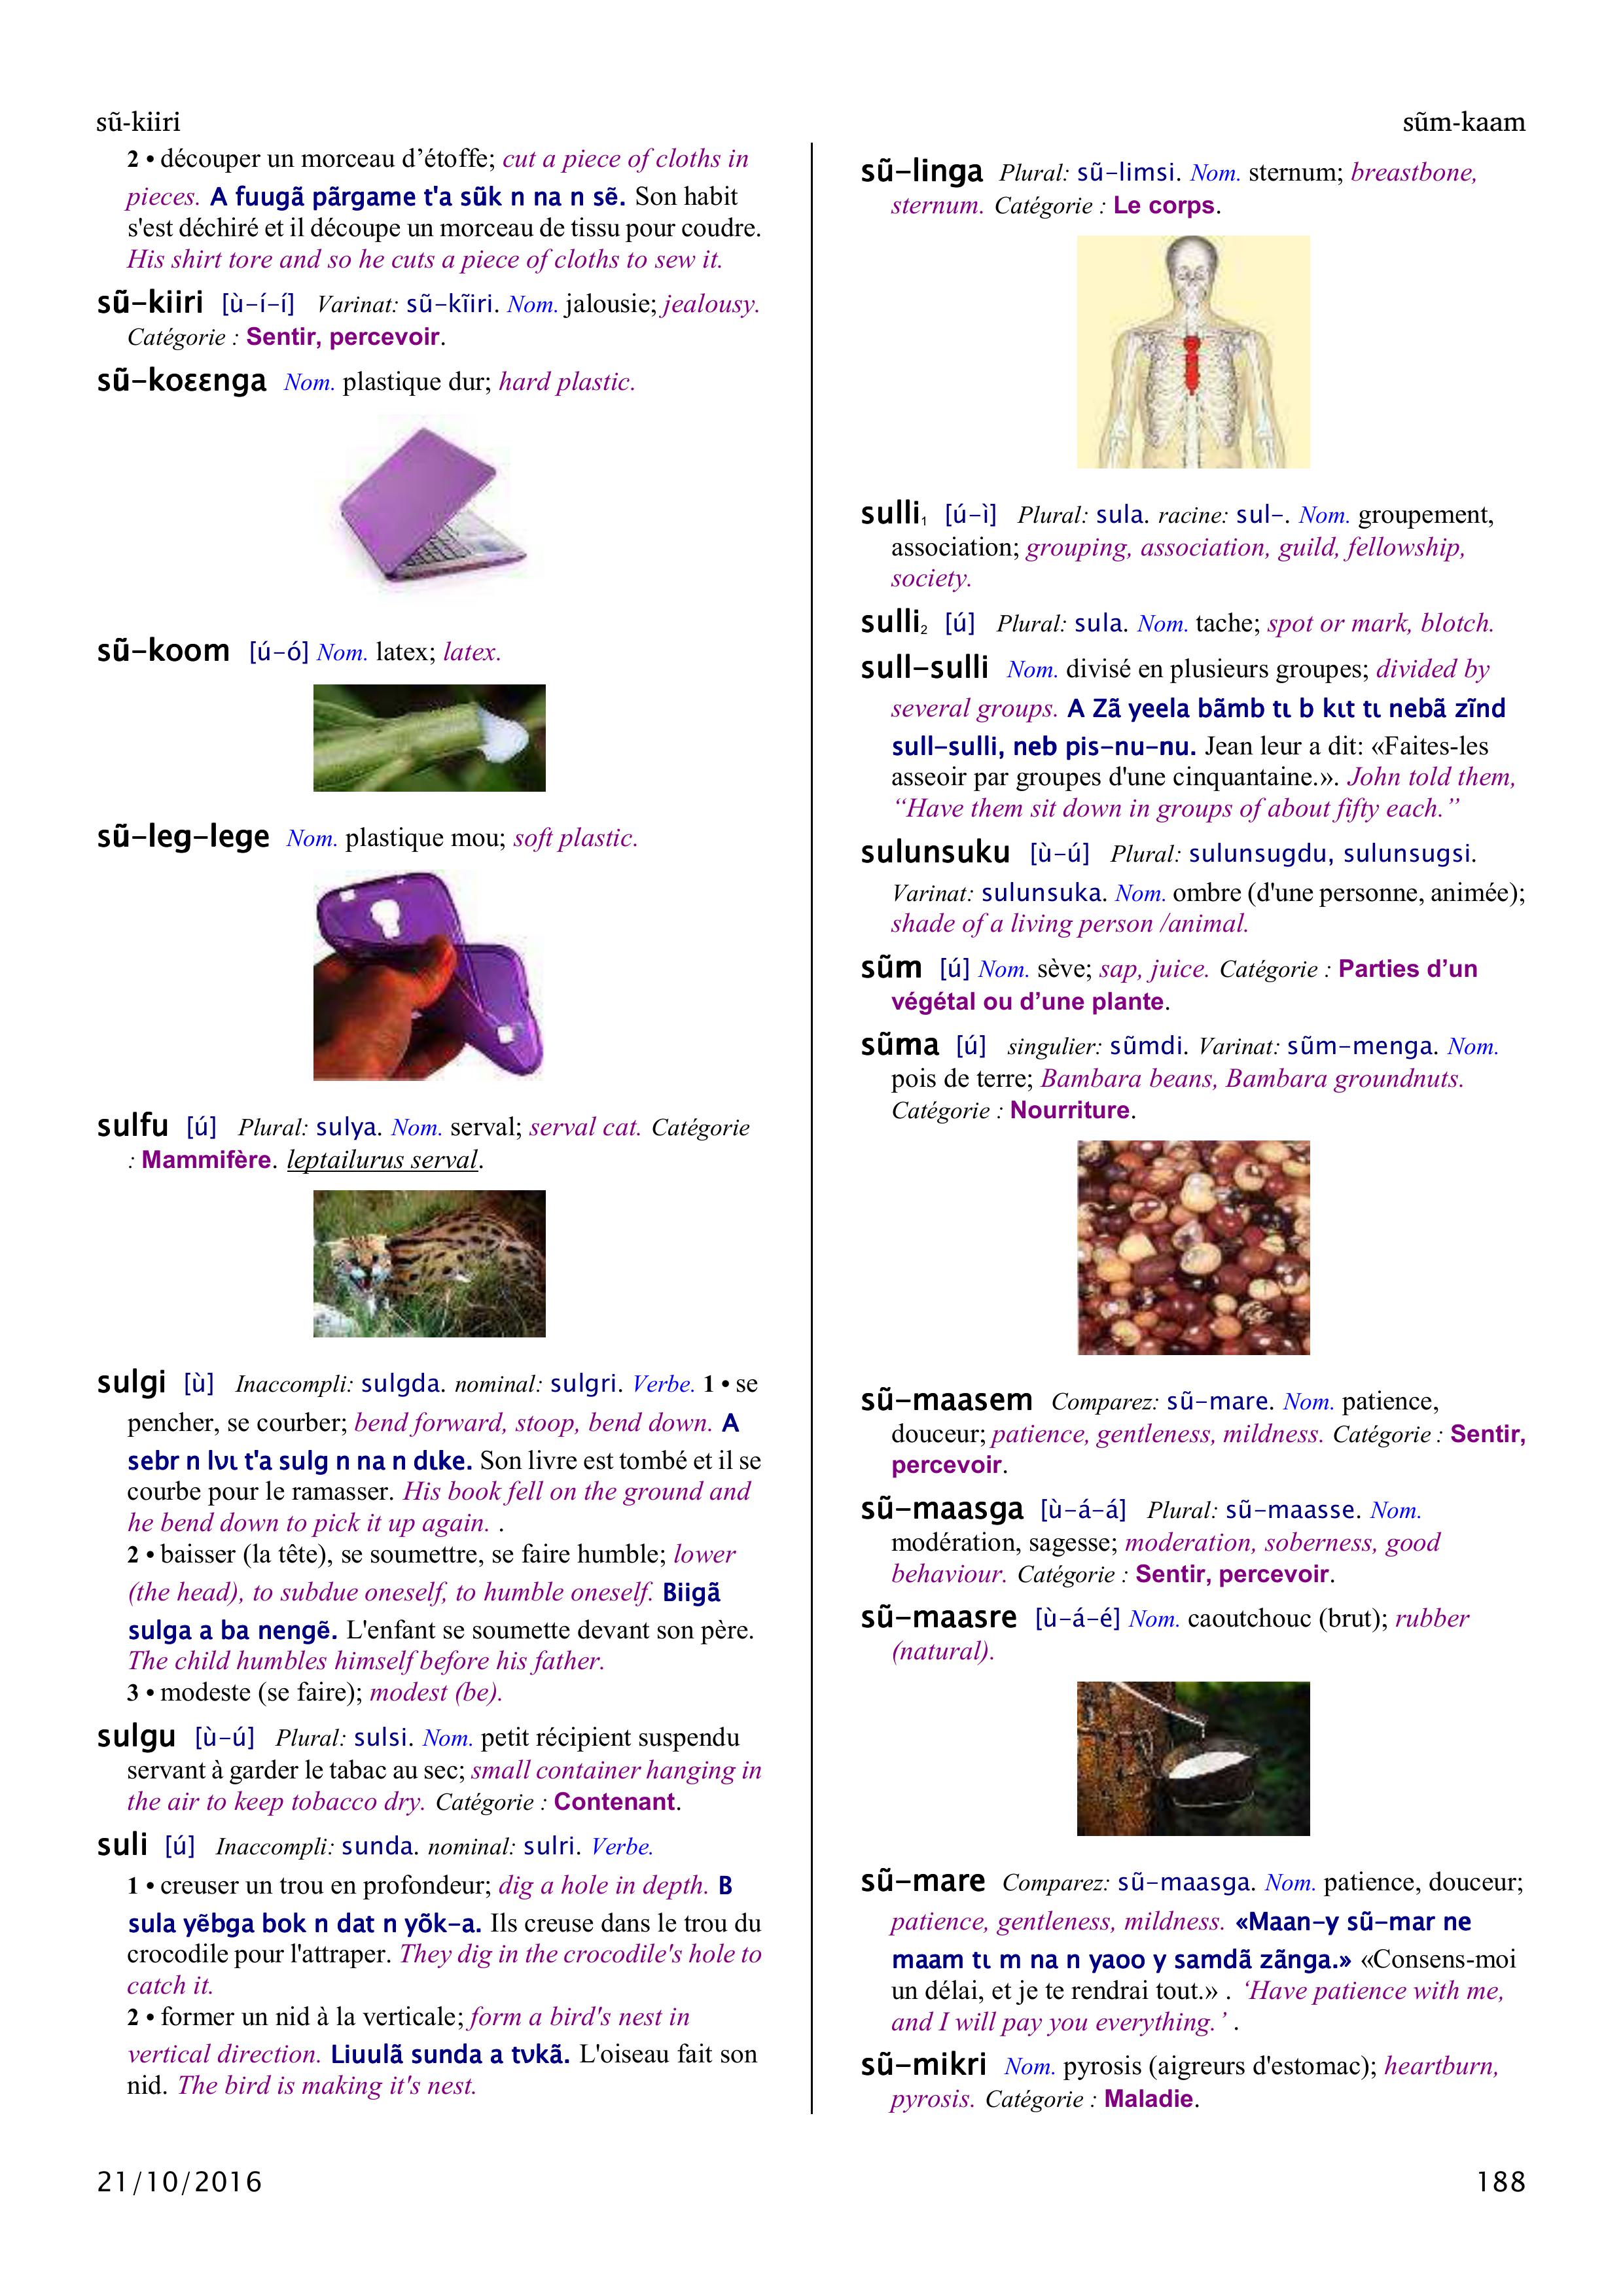 sũ-kiiri
sũm-kaam
2 • découper un morceau d’étoffe; cut a piece of cloths in
pieces. A fuugã pãrgame t'a sũk n na n sẽ. Son habit
s'est déchiré et il découpe un morceau de tissu pour coudre.
His shirt tore and so he cuts a piece of cloths to sew it.
sũ-kiiri [ù-í-í] Varinat: sũ-kĩiri. Nom. jalousie; jealousy.
Catégorie : Sentir, percevoir.
sũ-koɛɛnga Nom. plastique dur; hard plastic.
sũ-koom [ú-ó] Nom. latex; latex.
sũ-leg-lege Nom. plastique mou; soft plastic.
sulfu [ú] Plural: sulya. Nom. serval; serval cat. Catégorie
: Mammifère. leptailurus serval.
sulgi [ù] Inaccompli: sulgda. nominal: sulgri. Verbe. 1 • se
pencher, se courber; bend forward, stoop, bend down. A
sebr n lʋɩ t'a sulg n na n dɩke. Son livre est tombé et il se
courbe pour le ramasser. His book fell on the ground and
he bend down to pick it up again. .
2 • baisser (la tête), se soumettre, se faire humble; lower
(the head), to subdue oneself, to humble oneself. Biigã
sulga a ba nengẽ. L'enfant se soumette devant son père.
The child humbles himself before his father.
3 • modeste (se faire); modest (be).
sulgu [ù-ú] Plural: sulsi. Nom. petit récipient suspendu
servant à garder le tabac au sec; small container hanging in
the air to keep tobacco dry. Catégorie : Contenant.
suli [ú] Inaccompli: sunda. nominal: sulri. Verbe.
1 • creuser un trou en profondeur; dig a hole in depth. B
sula yẽbga bok n dat n yõk-a. Ils creuse dans le trou du
crocodile pour l'attraper. They dig in the crocodile's hole to
catch it.
2 • former un nid à la verticale; form a bird's nest in
vertical direction. Liuulã sunda a tʋkã. L'oiseau fait son
nid. The bird is making it's nest.
sũ-linga Plural: sũ-limsi. Nom. sternum; breastbone,
sternum. Catégorie : Le corps.
sulli1 [ú-ì] Plural: sula. racine: sul-. Nom. groupement,
association; grouping, association, guild, fellowship,
society.
sulli2 [ú] Plural: sula. Nom. tache; spot or mark, blotch.
sull-sulli Nom. divisé en plusieurs groupes; divided by
several groups. A Zã yeela bãmb tɩ b kɩt tɩ nebã zĩnd
sull-sulli, neb pis-nu-nu. Jean leur a dit: «Faites-les
asseoir par groupes d'une cinquantaine.». John told them,
“Have them sit down in groups of about fifty each.”
sulunsuku [ù-ú] Plural: sulunsugdu, sulunsugsi.
Varinat: sulunsuka. Nom. ombre (d'une personne, animée);
shade of a living person /animal.
sũm [ú] Nom. sève; sap, juice. Catégorie : Parties d’un
végétal ou d’une plante.
sũma [ú] singulier: sũmdi. Varinat: sũm-menga. Nom.
pois de terre; Bambara beans, Bambara groundnuts.
Catégorie : Nourriture.
sũ-maasem Comparez: sũ-mare. Nom. patience,
douceur; patience, gentleness, mildness. Catégorie : Sentir,
percevoir.
sũ-maasga [ù-á-á] Plural: sũ-maasse. Nom.
modération, sagesse; moderation, soberness, good
behaviour. Catégorie : Sentir, percevoir.
sũ-maasre [ù-á-é] Nom. caoutchouc (brut); rubber
(natural).
sũ-mare Comparez: sũ-maasga. Nom. patience, douceur;
patience, gentleness, mildness. «Maan-y sũ-mar ne
maam tɩ m na n yaoo y samdã zãnga.» «Consens-moi
un délai, et je te rendrai tout.» . ‘Have patience with me,
and I will pay you everything.’ .
sũ-mikri Nom. pyrosis (aigreurs d'estomac); heartburn,
pyrosis. Catégorie : Maladie.
21/10/2016
188